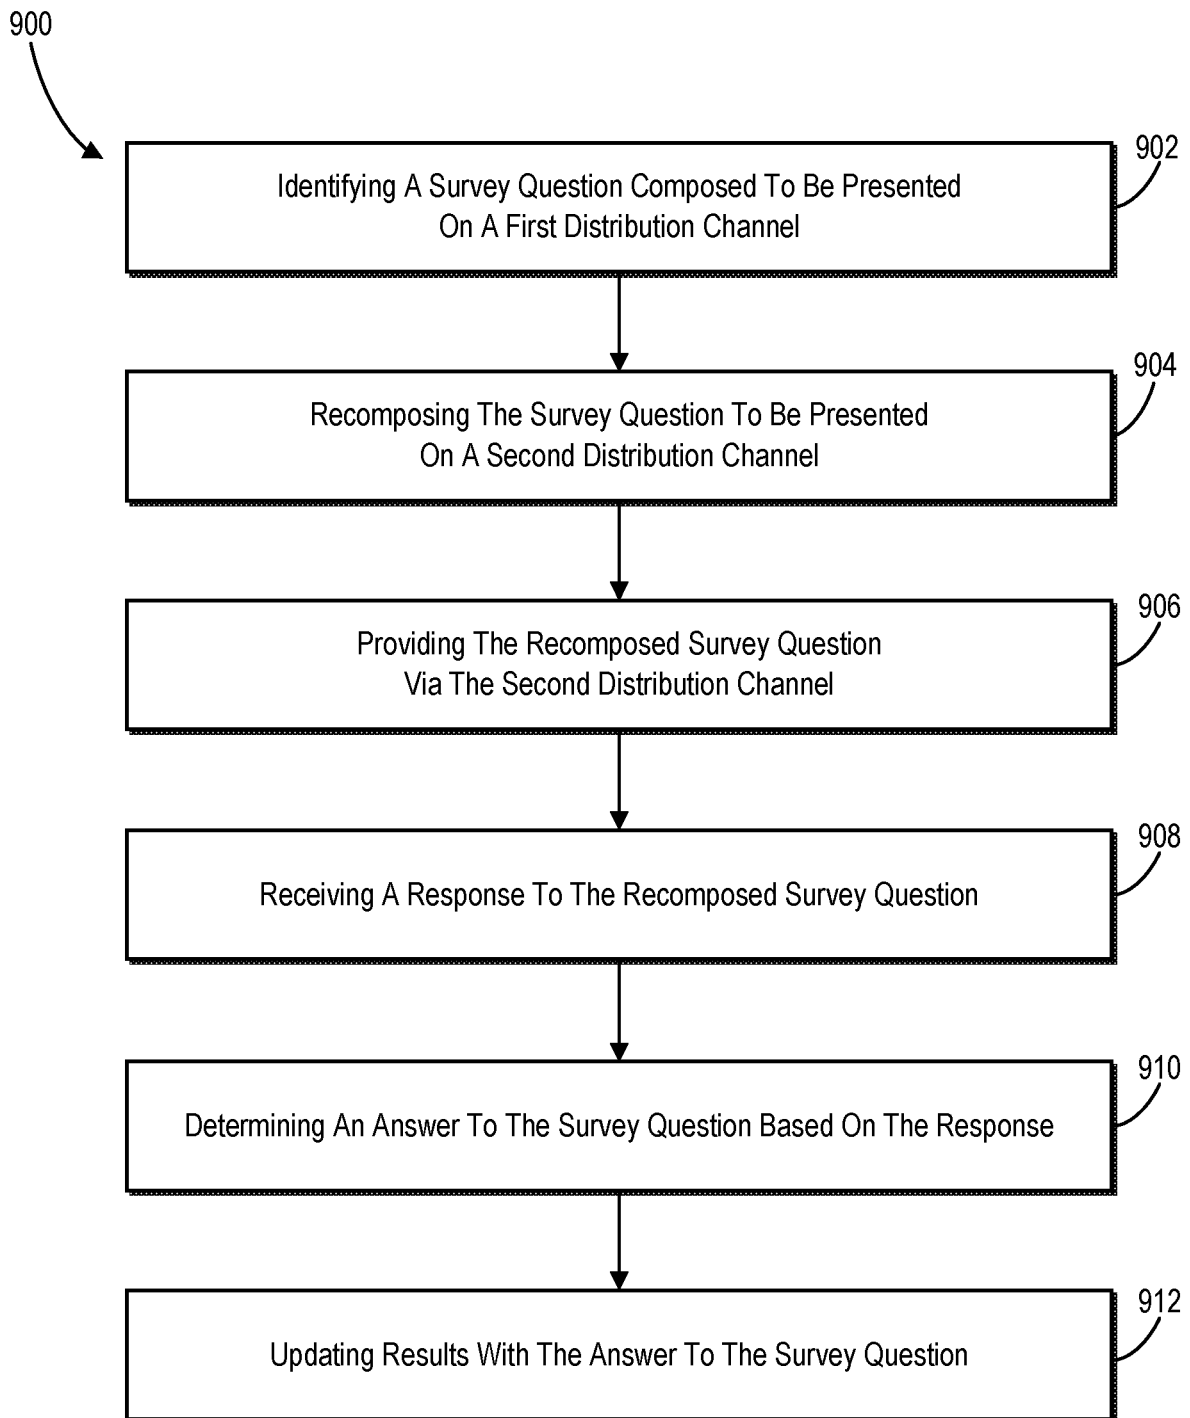 900
902
Identifying A Survey Question Composed To Be Presented
On A First Distribution Channel
904
Recomposing The Survey Question To Be Presented
On A Second Distribution Channel
906
Providing The Recomposed Survey Question
Via The Second Distribution Channel
908
Receiving A Response To The Recomposed Survey Question
910
Determining An Answer To The Survey Question Based On The Response
912
Updating Results With The Answer To The Survey Question